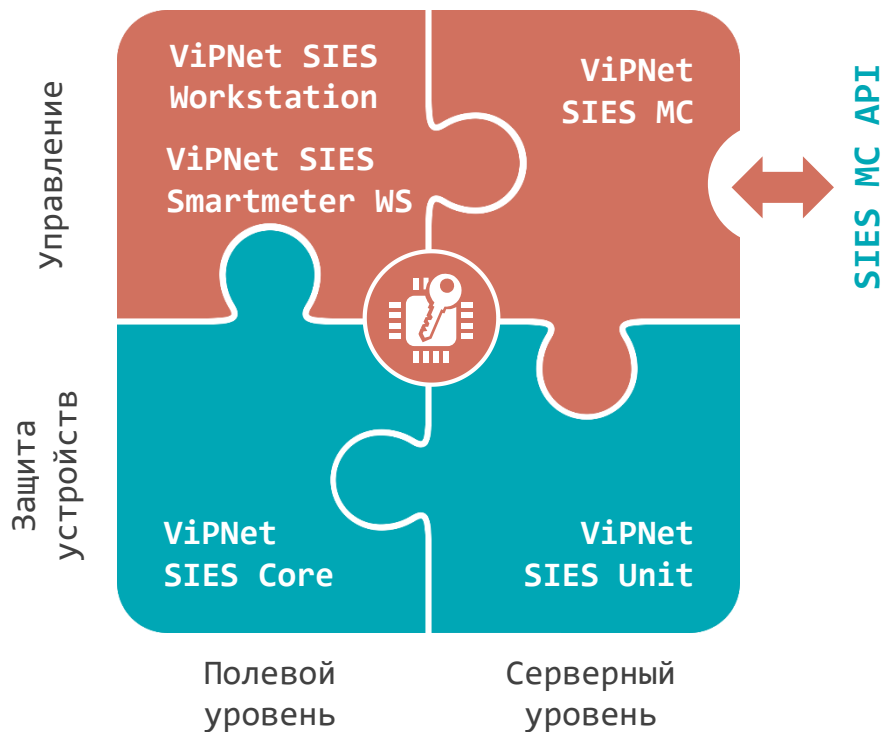 Управление
ViPNet SIES
Workstation
ViPNet SIES
Smartmeter WS
ViPNet
SIES MC
SIES MC API
Защита
устройств
ViPNet
SIES Core
ViPNet
SIES Unit
Полевой
уровень
Серверный
уровень